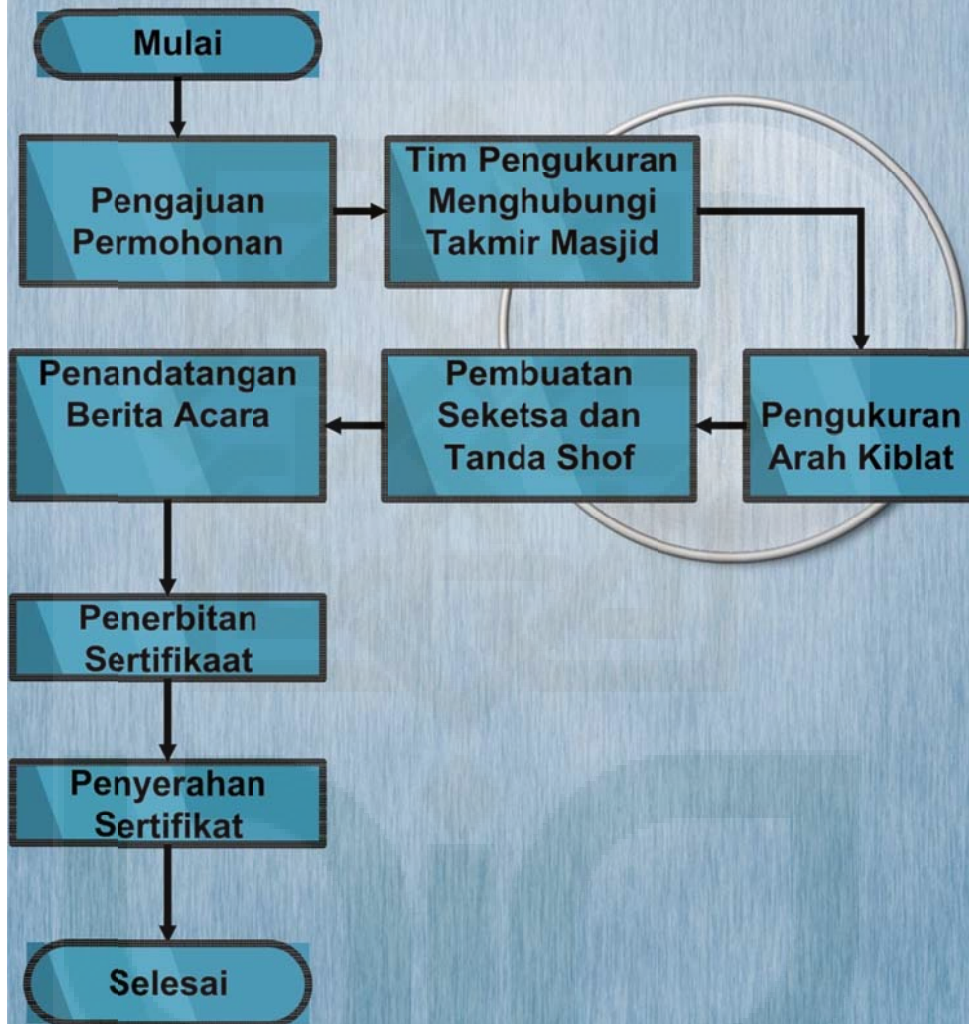 Mulai
Pengajuan
Permohonan
Tim Pengukuran
Menghubungi
Takmir Masjid
Pengukuran
Arah Kiblat
Pembuatan
Seketsa dan
Tanda Shof
Penandatangan
Berita Acara
Penerbitan
Sertifikaat
Penyerahan
Sertifikat
Selesai